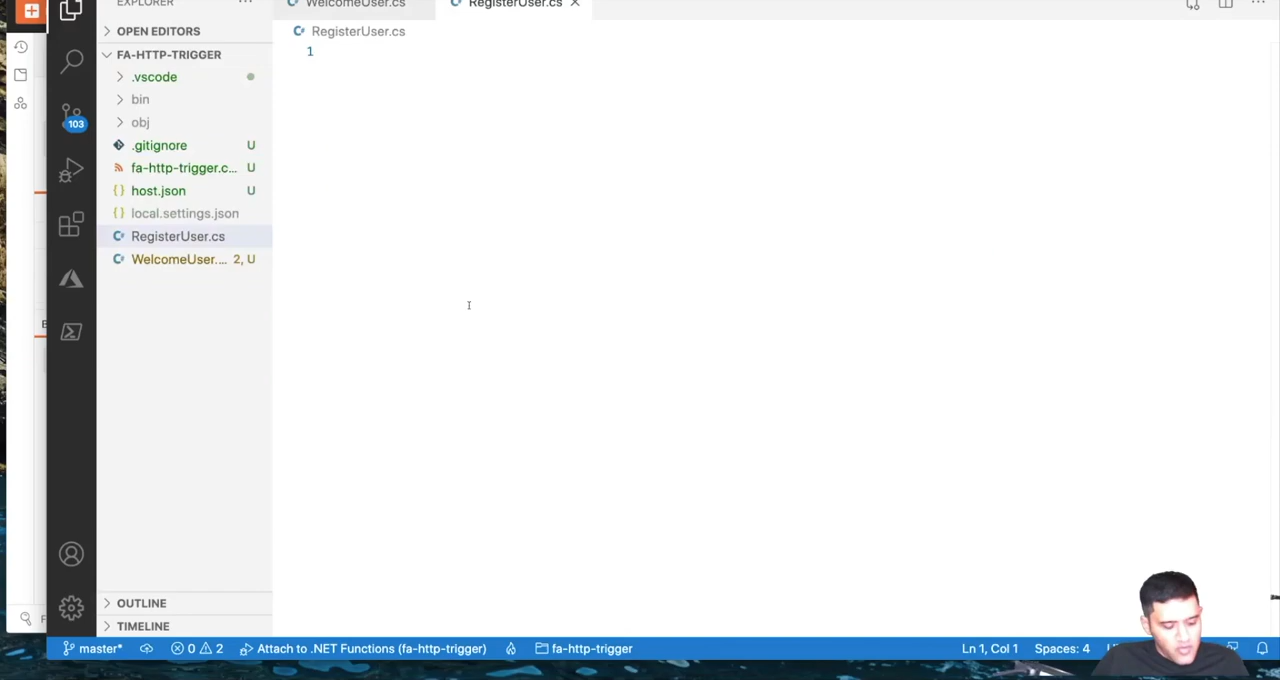 EXPLORER
WelcomeUser.cs
RegisterUser.cs
OPEN EDITORS
RegisterUser.cs
1
FA-HTTP-TRIGGER
.vscode
bin
obj
.gitignore U
fa-http-trigger.c... U
host.json U
local.settings.json
RegisterUser.cs
WelcomeUser.... 2, U
103
OUTLINE
TIMELINE
master* 0 2 Attach to .NET Functions (fa-http-trigger) fa-http-trigger Ln 1, Col 1 Spaces: 4